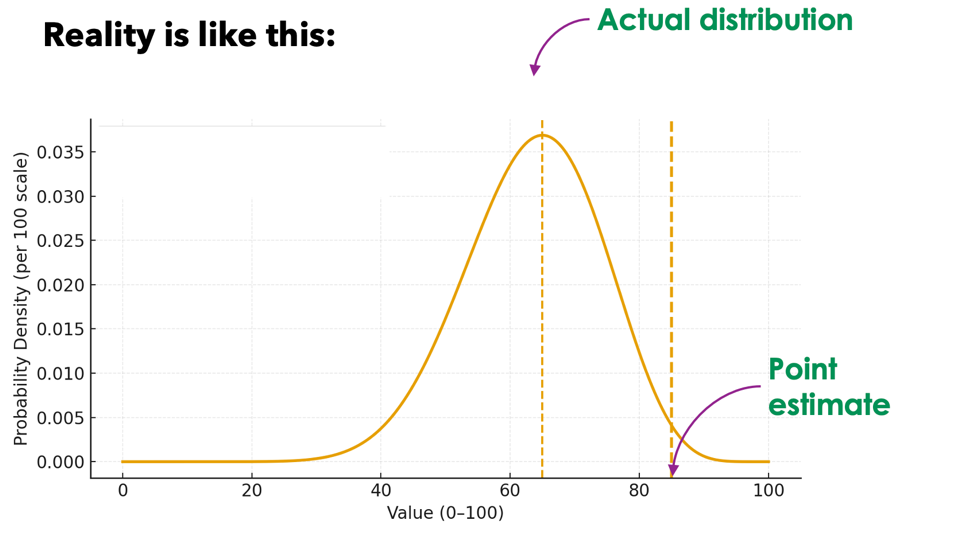 Actual distribution
Reality is like this:
0.035
0.030
0.025
0.020
0.015
0.010
0.005
0.000
Probability Density (per 100 scale)
Point
estimate
0 20 40 60 80 100
Value (0–100)